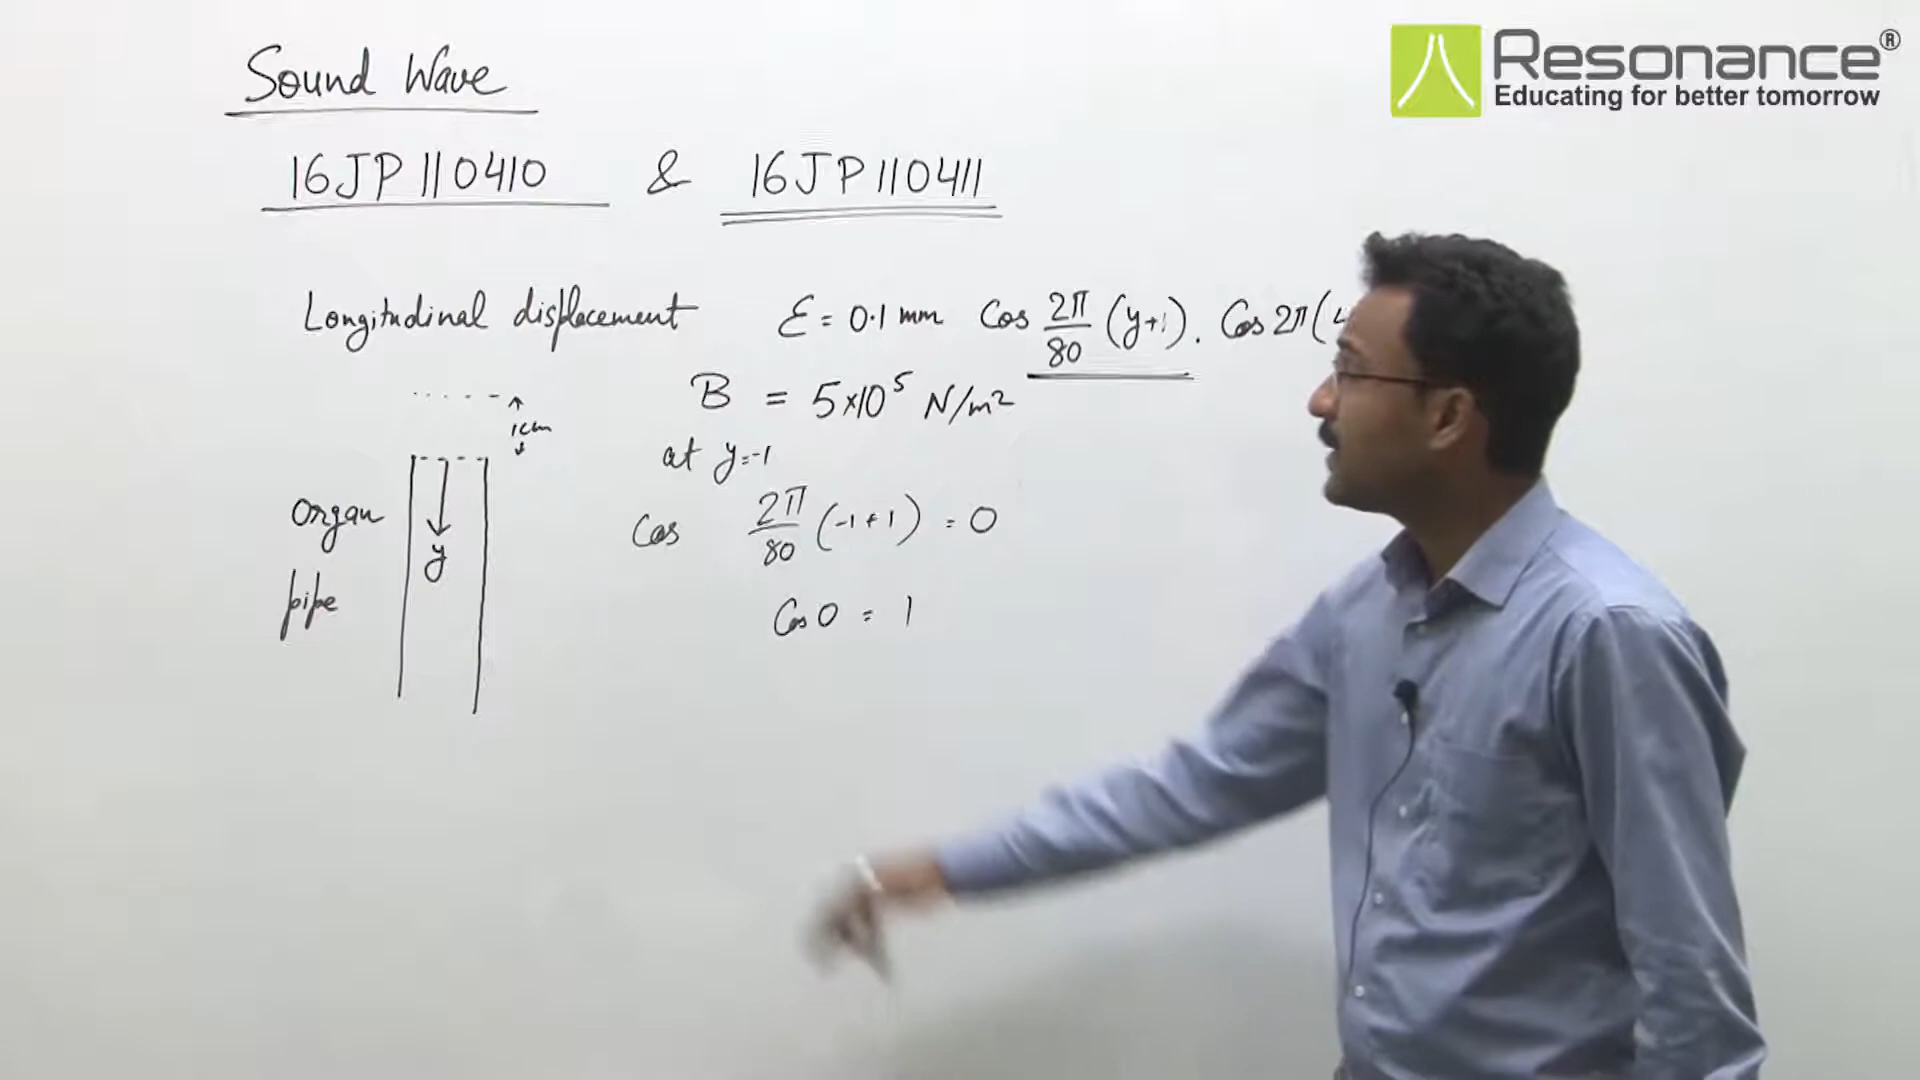 Resonance®
Educating for better tomorrow
Sound Wave
16JP110410 & 16JP110411
Longitudinal displacement ε = 0.1 mm Cos 2π/80 (y+1). Cos 2π(
B = 5×10⁵ N/m²
1cm
at y=-1
Organ
pipe
y
Cos 2π/80 (-1+1) = 0
Cos 0 = 1